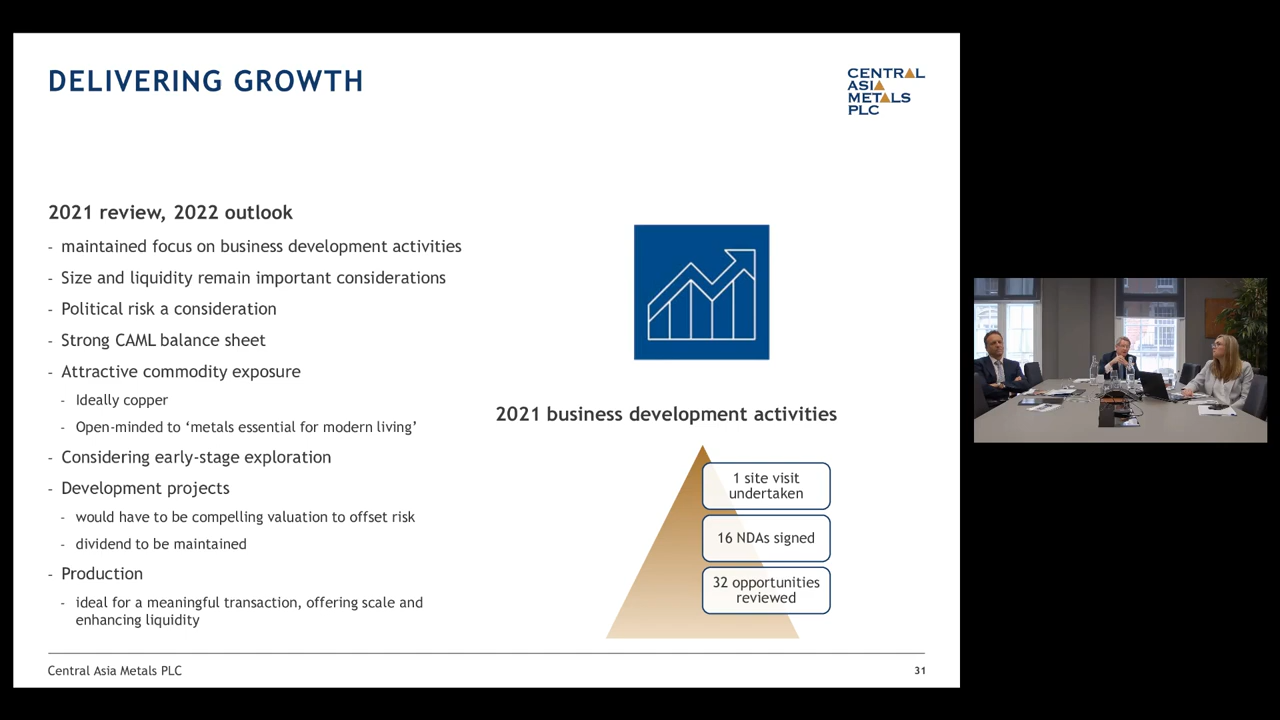 DELIVERING GROWTH
CENTRAL
ASIA
METALS
PLC
2021 review, 2022 outlook
- maintained focus on business development activities
- Size and liquidity remain important considerations
- Political risk a consideration
- Strong CAML balance sheet
- Attractive commodity exposure
- Ideally copper
- Open-minded to ‘metals essential for modern living’
- Considering early-stage exploration
- Development projects
- would have to be compelling valuation to offset risk
- dividend to be maintained
- Production
- ideal for a meaningful transaction, offering scale and
enhancing liquidity
2021 business development activities
1 site visit
undertaken
16 NDAs signed
32 opportunities
reviewed
Central Asia Metals PLC
31